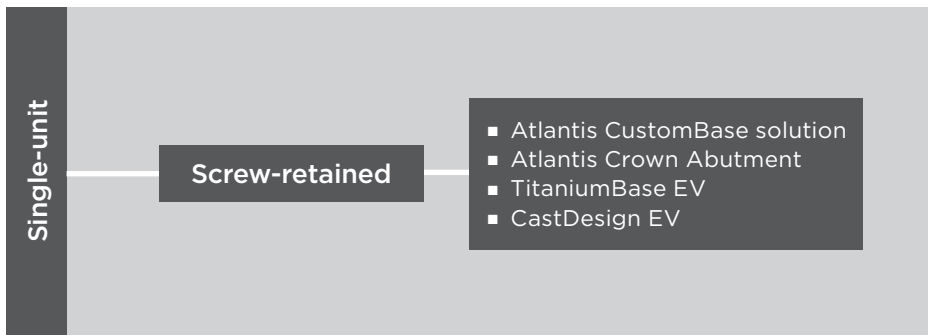 Single-unit
Screw-retained
▪ Atlantis CustomBase solution
▪ Atlantis Crown Abutment
▪ TitaniumBase EV
▪ CastDesign EV